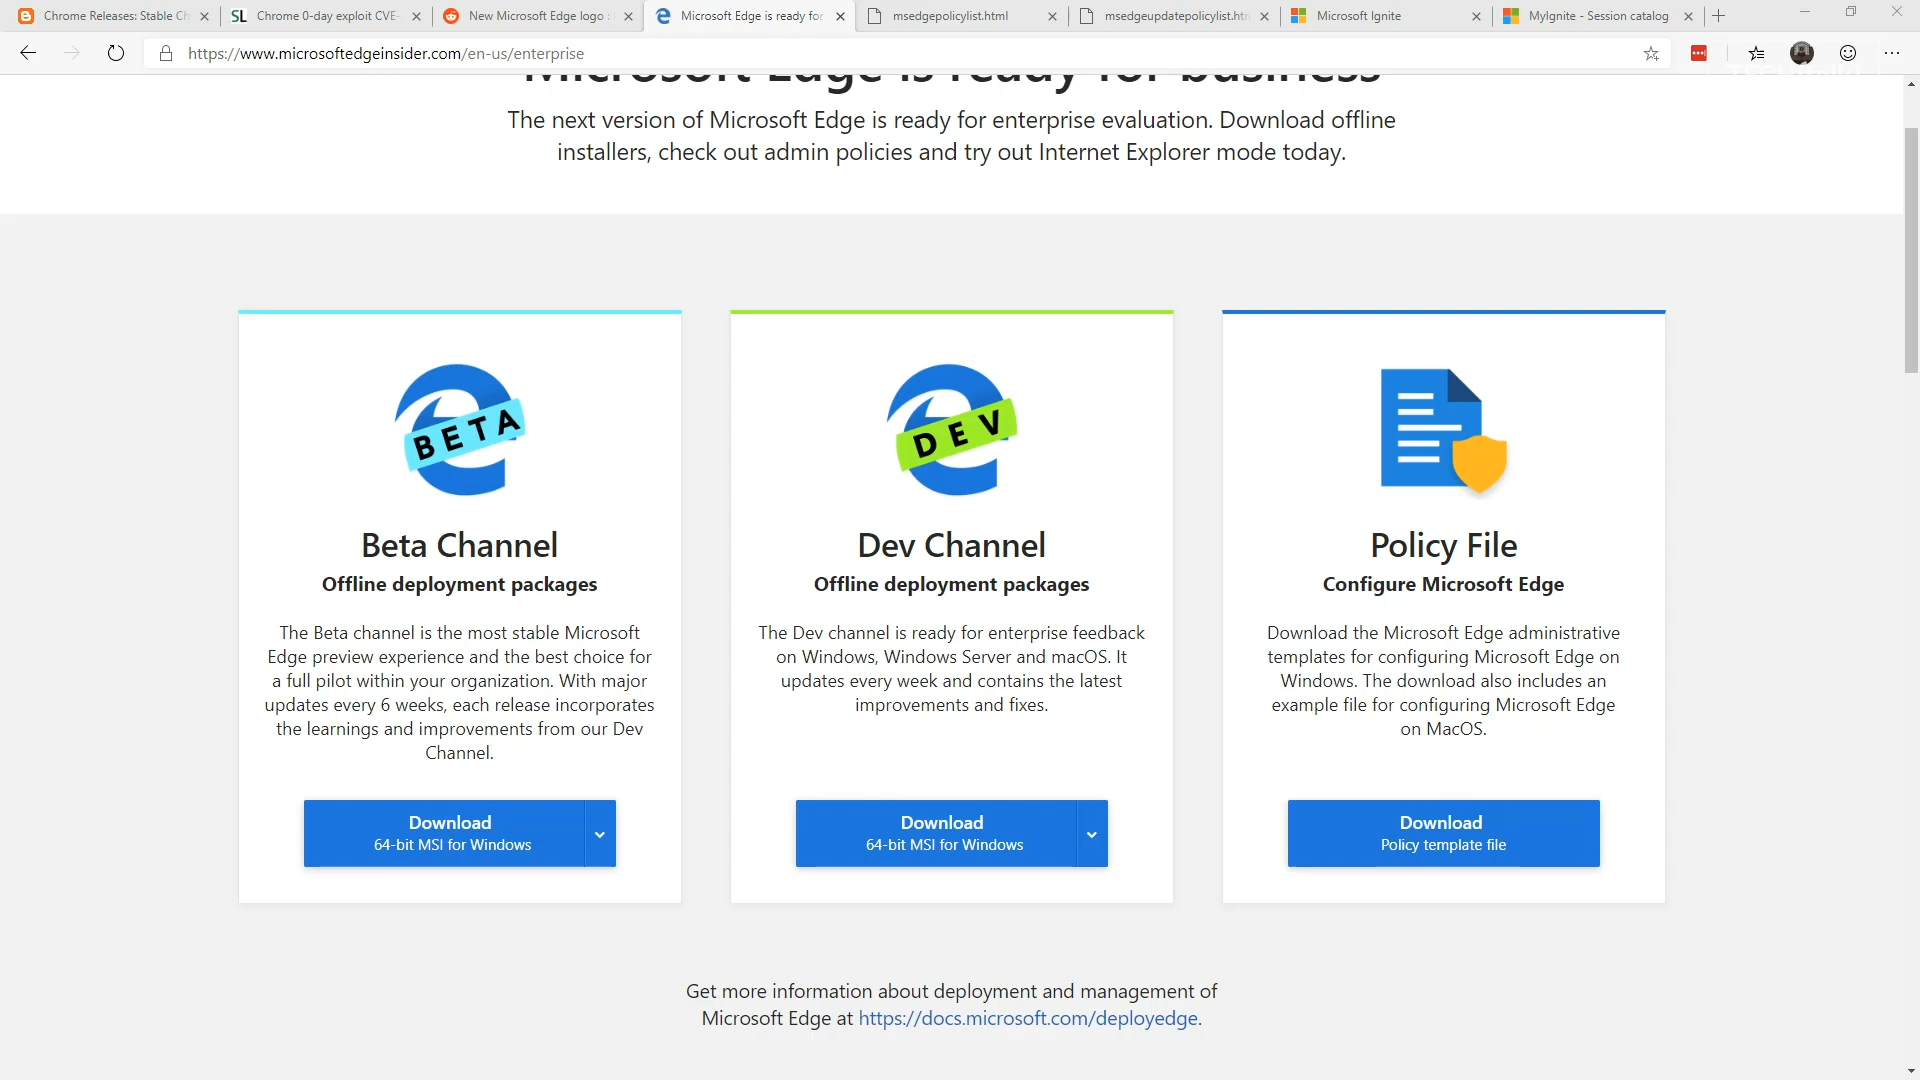 Chrome Releases: Stable Ch
Chrome 0-day exploit CVE-
New Microsoft Edge logo :
Microsoft Edge is ready for
msedgepolicylist.html
msedgeupdatepolicylist.htm
Microsoft Ignite
MyIgnite - Session catalog
https://www.microsoftedgeinsider.com/en-us/enterprise
Microsoft Edge is ready for business
The next version of Microsoft Edge is ready for enterprise evaluation. Download offline
installers, check out admin policies and try out Internet Explorer mode today.
BETA
Beta Channel
Offline deployment packages
The Beta channel is the most stable Microsoft
Edge preview experience and the best choice for
a full pilot within your organization. With major
updates every 6 weeks, each release incorporates
the learnings and improvements from our Dev
Channel.
Download
64-bit MSI for Windows
DEV
Dev Channel
Offline deployment packages
The Dev channel is ready for enterprise feedback
on Windows, Windows Server and macOS. It
updates every week and contains the latest
improvements and fixes.
Download
64-bit MSI for Windows
Policy File
Configure Microsoft Edge
Download the Microsoft Edge administrative
templates for configuring Microsoft Edge on
Windows. The download also includes an
example file for configuring Microsoft Edge
on MacOS.
Download
Policy template file
Get more information about deployment and management of
Microsoft Edge at https://docs.microsoft.com/deployedge.